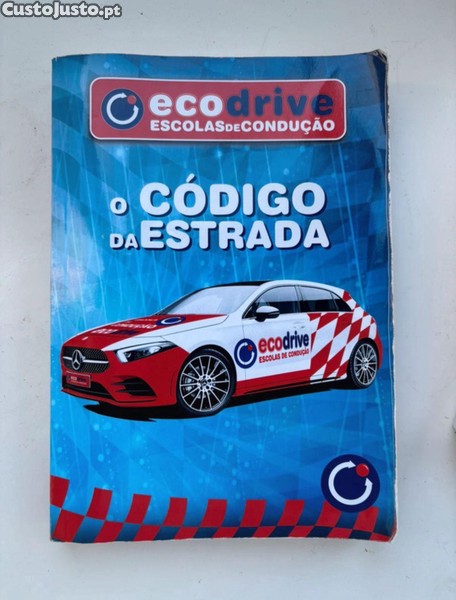 CustoJusto.pt
ecodrive
ESCOLAS DE CONDUÇÃO
O CÓDIGO
DA ESTRADA
ecodrive
ESCOLAS DE CONDUÇÃO